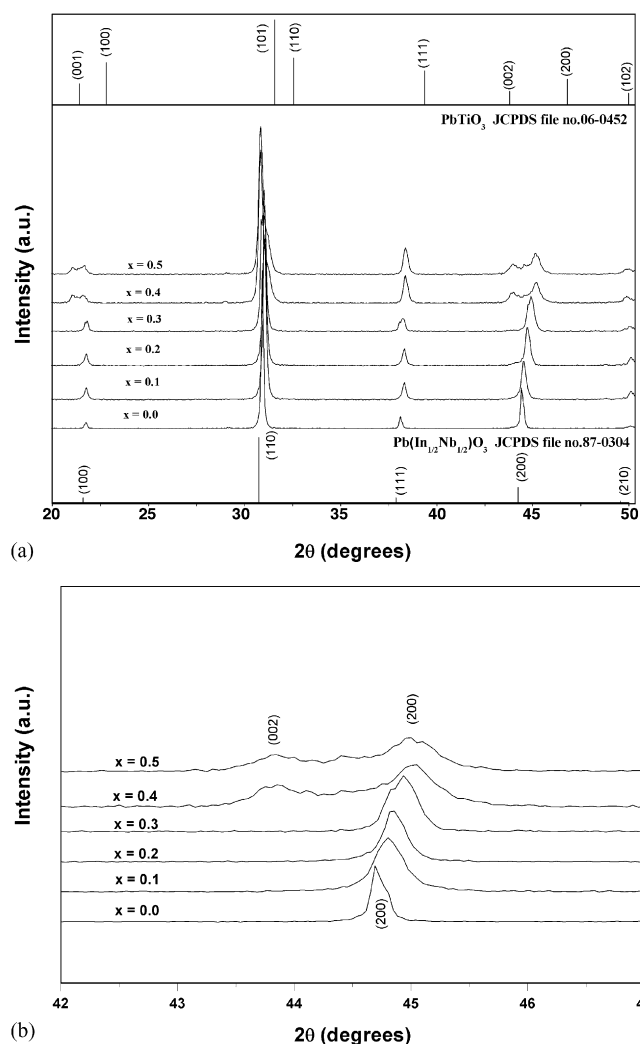 (001)
(100)
(101)
(110)
(111)
(002)
(200)
(102)
PbTiO₃ JCPDS file no.06-0452
Intensity (a.u.)
x = 0.5
x = 0.4
x = 0.3
x = 0.2
x = 0.1
x = 0.0
Pb(In₁/₂Nb₁/₂)O₃ JCPDS file no.87-0304
(100)
(110)
(111)
(200)
(210)
20 25 30 35 40 45 50
(a)
2θ (degrees)
Intensity (a.u.)
(002)
(200)
x = 0.5
x = 0.4
x = 0.3
x = 0.2
x = 0.1
x = 0.0
(200)
42 43 44 45 46
(b)
2θ (degrees)